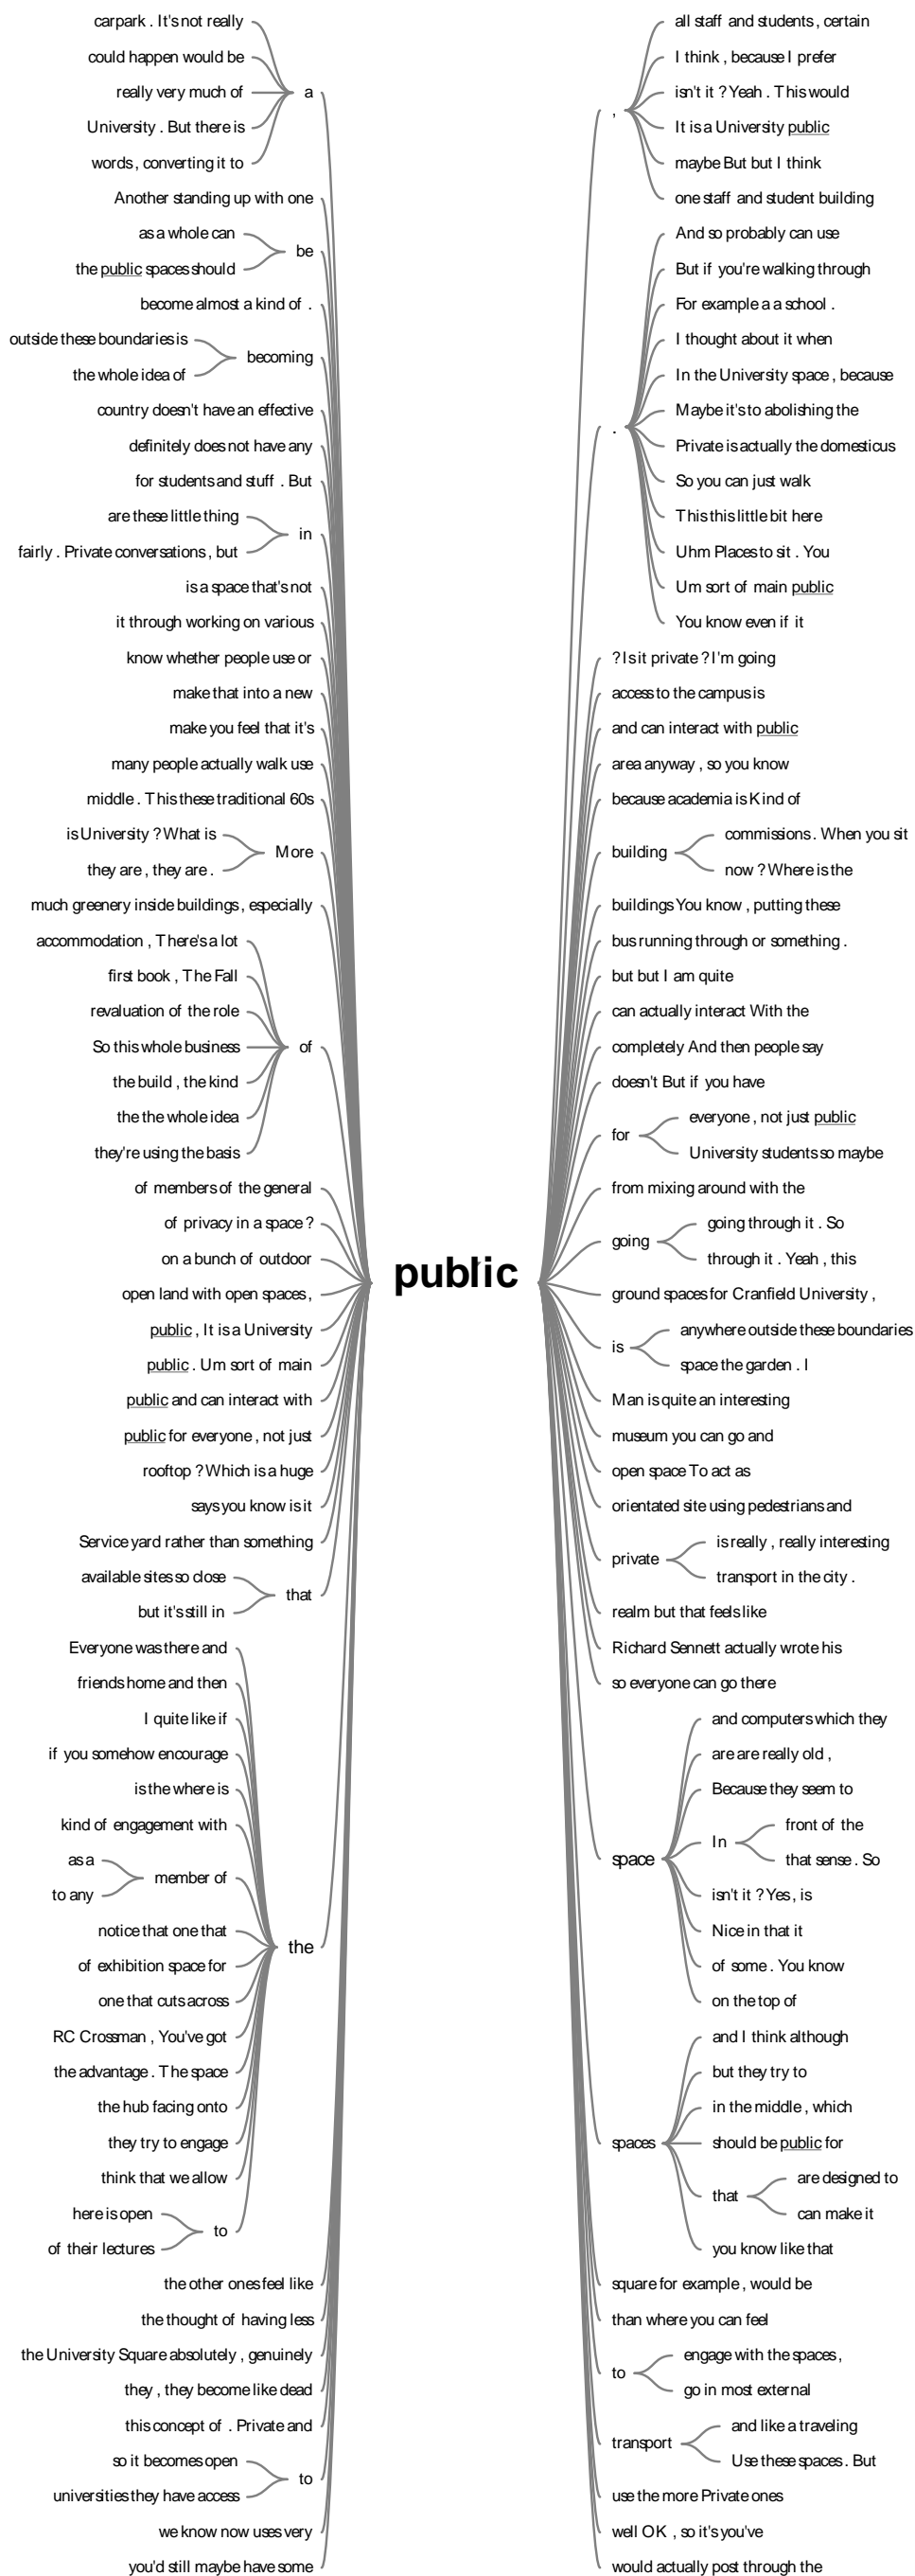 carpark . It's not really
could happen would be
really very much of
University . But there is
words , converting it to
a
Another standing up with one
as a whole can
the public spaces should
be
become almost a kind of .
outside these boundaries is
the whole idea of
becoming
country doesn't have an effective
definitely does not have any
for students and stuff . But
are these little thing
fairly . Private conversations , but
in
is a space that's not
it through working on various
know whether people use or
make that into a new
make you feel that it's
many people actually walk use
middle . This these traditional 60s
is University ? What is
they are , they are .
More
much greenery inside buildings , especially
accommodation , There's a lot
first book , The Fall
revaluation of the role
So this whole business
the build , the kind
the the whole idea
they're using the basis
of
of members of the general
of privacy in a space ?
on a bunch of outdoor
open land with open spaces ,
public , It is a University
public . Um sort of main
public and can interact with
public for everyone , not just
rooftop ? Which is a huge
says you know is it
Service yard rather than something
available sites so close
but it's still in
that
Everyone was there and
friends home and then
I quite like if
if you somehow encourage
is the where is
kind of engagement with
as a
to any
member of
notice that one that
of exhibition space for
one that cuts across
RC Crossman , You've got
the advantage . The space
the hub facing onto
they try to engage
think that we allow
here is open
of their lectures
to
the
the other ones feel like
the thought of having less
the University Square absolutely , genuinely
they , they become like dead
this concept of . Private and
so it becomes open
universities they have access
to
we know now uses very
you'd still maybe have some
public
,
all staff and students , certain
I think , because I prefer
isn't it ? Yeah . This would
It is a University public
maybe But but I think
one staff and student building
.
And so probably can use
But if you're walking through
For example a a school .
I thought about it when
In the University space , because
Maybe it's to abolishing the
Private is actually the domesticus
So you can just walk
This this little bit here
Uhm Places to sit . You
Um sort of main public
You know even if it
? Is it private ? I'm going
access to the campus is
and can interact with public
area anyway , so you know
because academia is Kind of
building
commissions . When you sit
now ? Where is the
buildings You know , putting these
bus running through or something .
but but I am quite
can actually interact With the
completely And then people say
doesn't But if you have
for
everyone , not just public
University students so maybe
from mixing around with the
going
going through it . So
through it . Yeah , this
ground spaces for Cranfield University ,
is
anywhere outside these boundaries
space the garden . I
Man is quite an interesting
museum you can go and
open space To act as
orientated site using pedestrians and
private
is really , really interesting
transport in the city .
realm but that feels like
Richard Sennett actually wrote his
so everyone can go there
space
and computers which they
are are really old ,
Because they seem to
In
front of the
that sense . So
isn't it ? Yes , is
Nice in that it
of some . You know
on the top of
spaces
and I think although
but they try to
in the middle , which
should be public for
that
are designed to
can make it
you know like that
square for example , would be
than where you can feel
to
engage with the spaces ,
go in most external
transport
and like a traveling
Use these spaces . But
use the more Private ones
well OK , so it's you've
would actually post through the